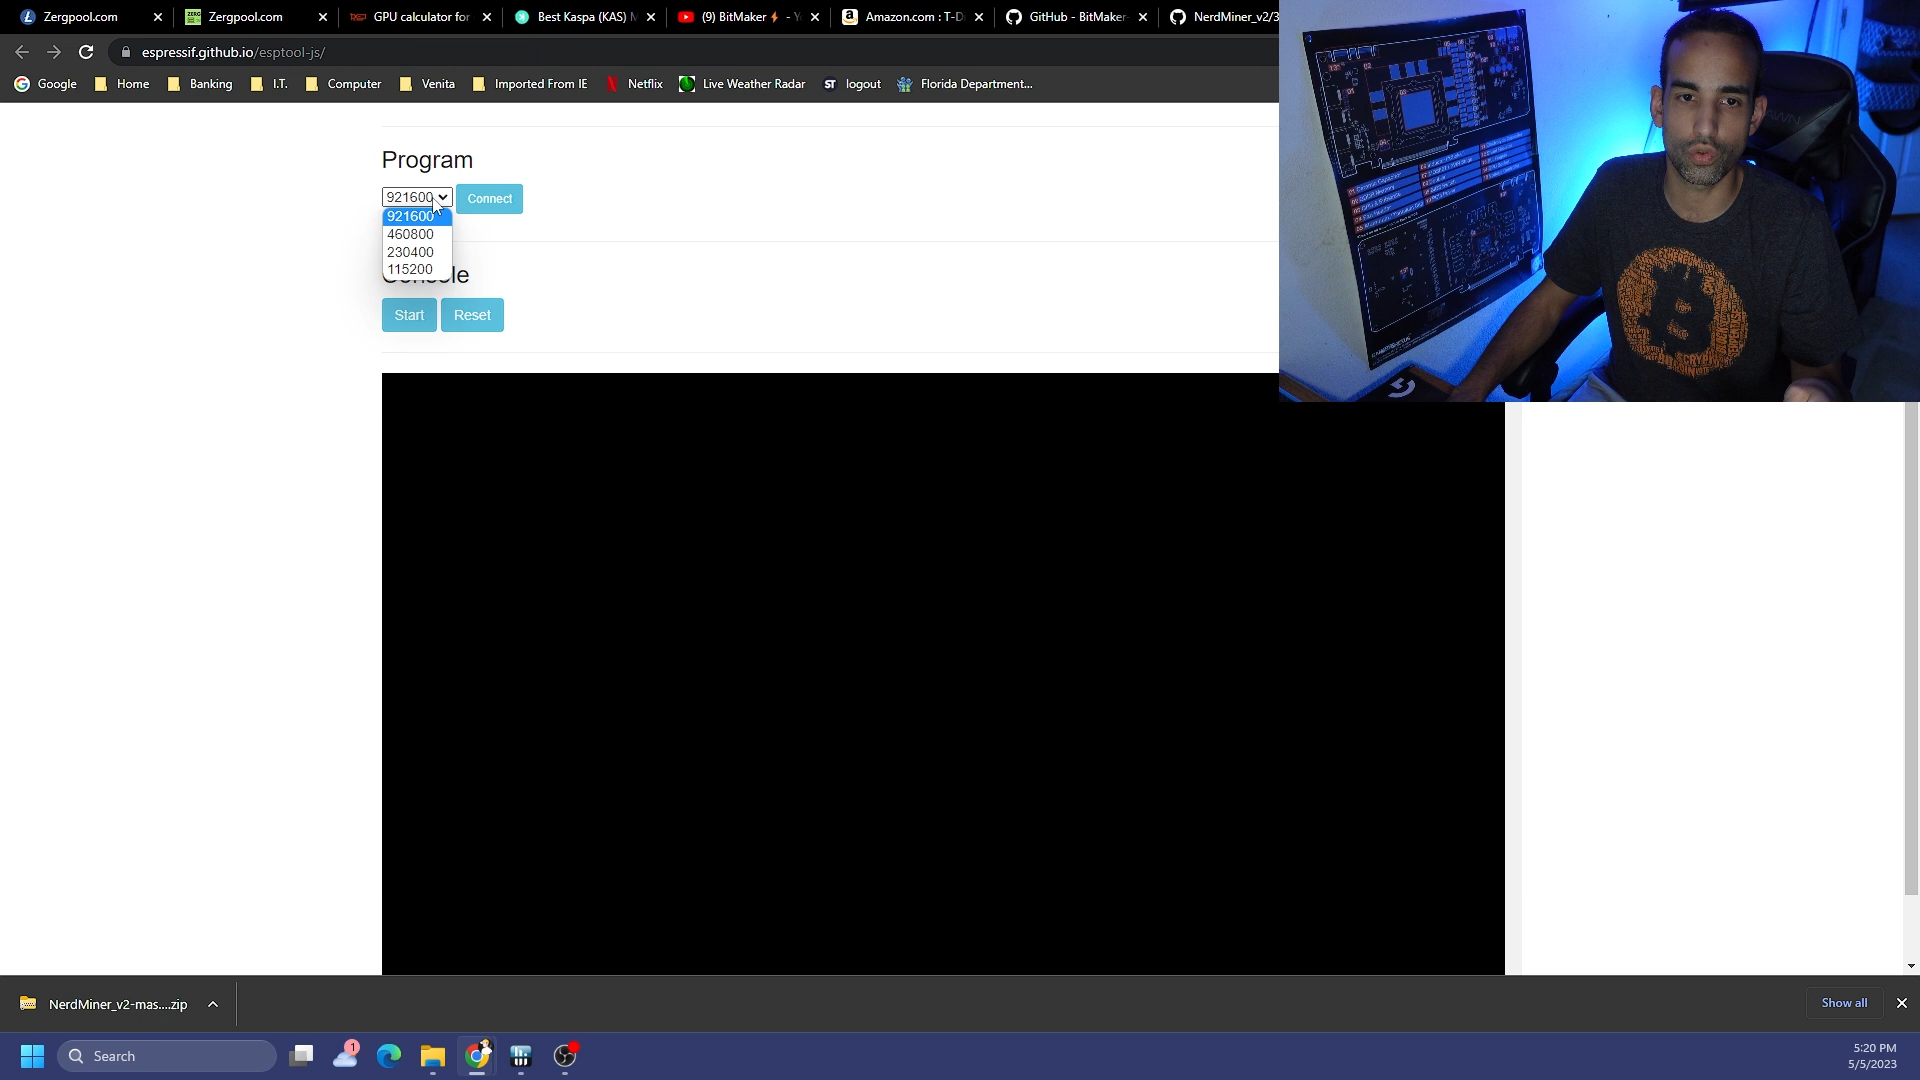 Zergpool.com
Zergpool.com
GPU calculator for
Best Kaspa (KAS) M
(9) BitMaker⚡ - Y
Amazon.com : T-D
GitHub - BitMaker-
NerdMiner_v2/3
espressif.github.io/esptool-js/
Google
Home
Banking
I.T.
Computer
Venita
Imported From IE
Netflix
Live Weather Radar
logout
Florida Department...
Program
921600
Connect
921600
460800
230400
115200
Console
Start
Reset
NerdMiner_v2-mas....zip
Show all
Search
1
5:20 PM
5/5/2023